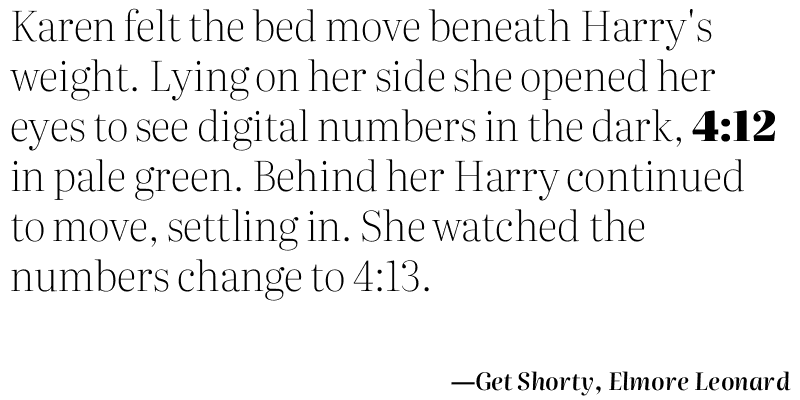 Karen felt the bed move beneath Harry's
weight. Lying on her side she opened her
eyes to see digital numbers in the dark, 4:12
in pale green. Behind her Harry continued
to move, settling in. She watched the
numbers change to 4:13.
—Get Shorty, Elmore Leonard